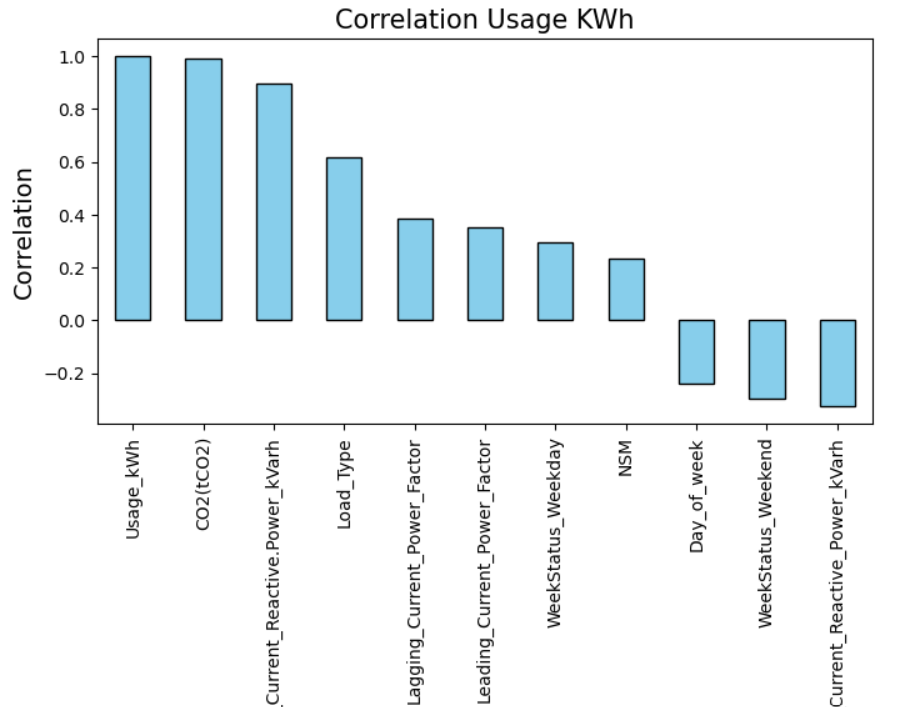 Correlation Usage KWh
Correlation
1.0
0.8
0.6
0.4
0.2
0.0
−0.2
Usage_kWh
CO2(tCO2)
_Current_Reactive.Power_kVarh
Load_Type
Lagging_Current_Power_Factor
Leading_Current_Power_Factor
WeekStatus_Weekday
NSM
Day_of_week
WeekStatus_Weekend
Current_Reactive_Power_kVarh